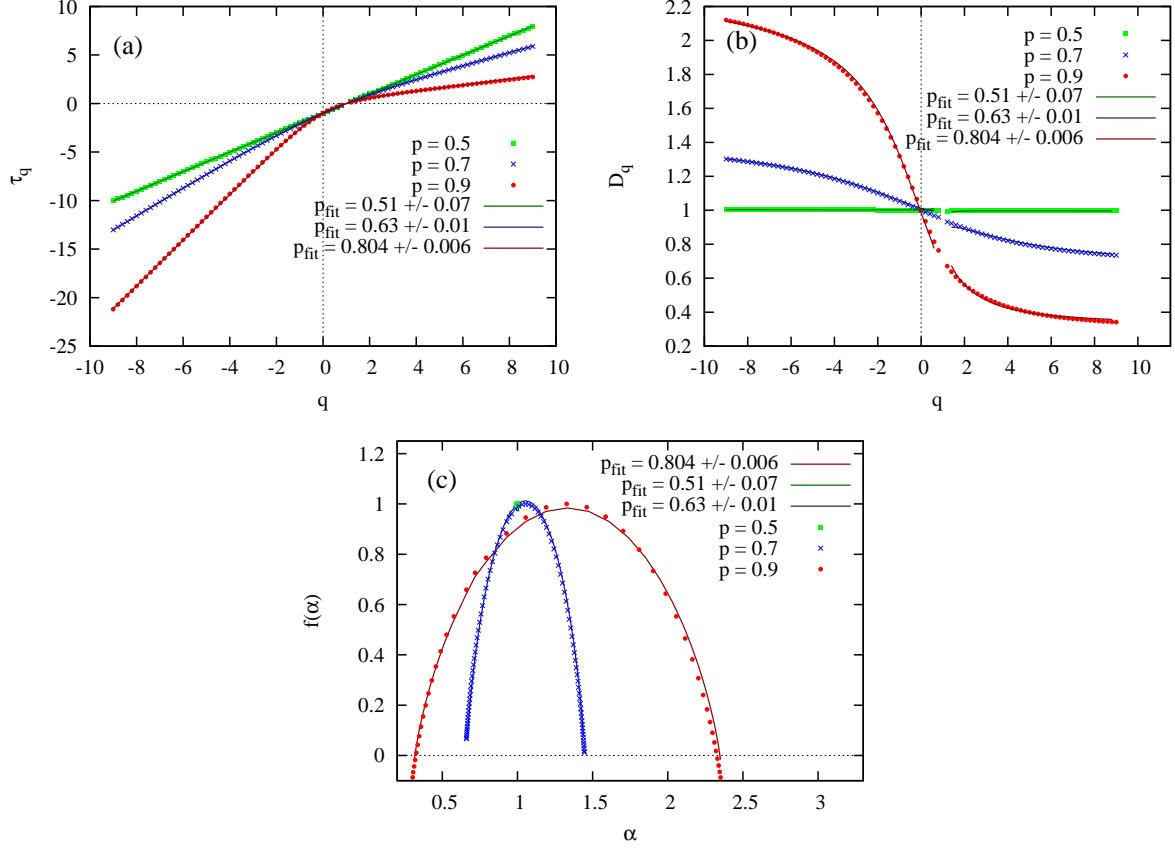 (a)
10
5
0
-5
-10
-15
-20
-25
τq
-10 -8 -6 -4 -2 0 2 4 6 8 10
q
p = 0.5
p = 0.7
p = 0.9
pfit = 0.51 +/- 0.07
pfit = 0.63 +/- 0.01
pfit = 0.804 +/- 0.006
(b)
2.2
2
1.8
1.6
1.4
1.2
1
0.8
0.6
0.4
0.2
Dq
-10 -8 -6 -4 -2 0 2 4 6 8 10
q
p = 0.5
p = 0.7
p = 0.9
pfit = 0.51 +/- 0.07
pfit = 0.63 +/- 0.01
pfit = 0.804 +/- 0.006
(c)
1.2
1
0.8
0.6
0.4
0.2
0
f(α)
0.5 1 1.5 2 2.5 3
α
pfit = 0.804 +/- 0.006
pfit = 0.51 +/- 0.07
pfit = 0.63 +/- 0.01
p = 0.5
p = 0.7
p = 0.9